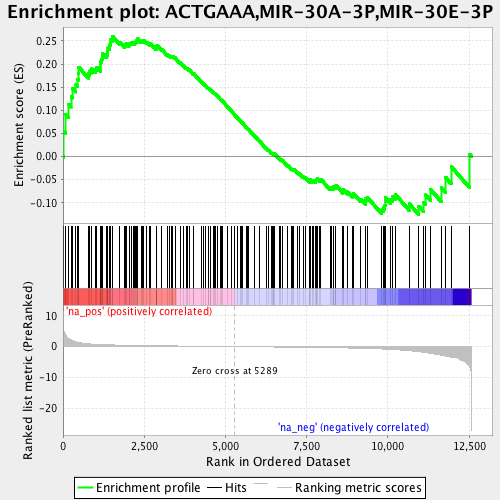 Enrichment plot: ACTGAAA,MIR-30A-3P,MIR-30E-3P
Enrichment score (ES)
0.25
0.20
0.15
0.10
0.05
0.00
-0.05
-0.10
'na_pos' (positively correlated)
Ranked list metric (PreRanked)
10
0
-10
-20
Zero cross at 5289
'na_neg' (negatively correlated)
0
2,500
5,000
7,500
10,000
12,500
Rank in Ordered Dataset
Enrichment profile
Hits
Ranking metric scores